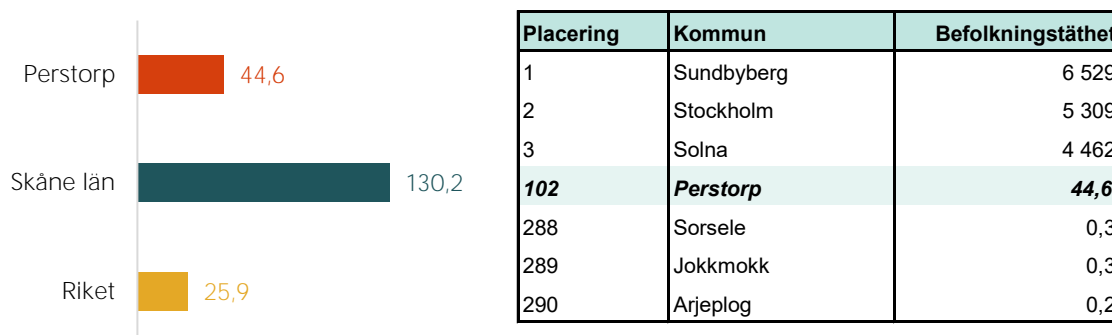 Perstorp 44,6
Skåne län 130,2
Riket 25,9
Placering Kommun Befolkningstäthet
1 Sundbyberg 6 529
2 Stockholm 5 309
3 Solna 4 462
102 Perstorp 44,6
288 Sorsele 0,3
289 Jokkmokk 0,3
290 Arjeplog 0,2